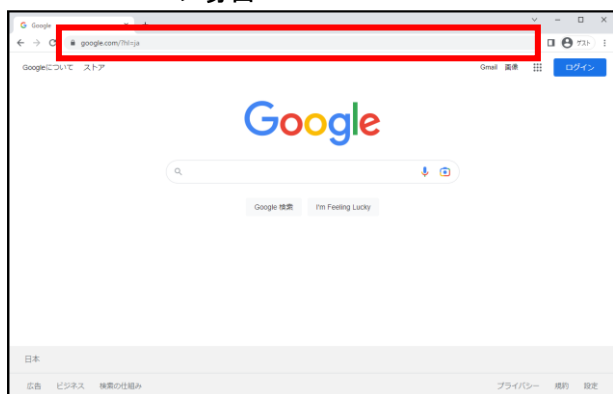 の場合
Google
google.com/?hl=ja
ゲスト
Googleについて ストア
Gmail 画像
ログイン
Google
Google 検索 I'm Feeling Lucky
日本
広告 ビジネス 検索の仕組み
プライバシー 規約 設定